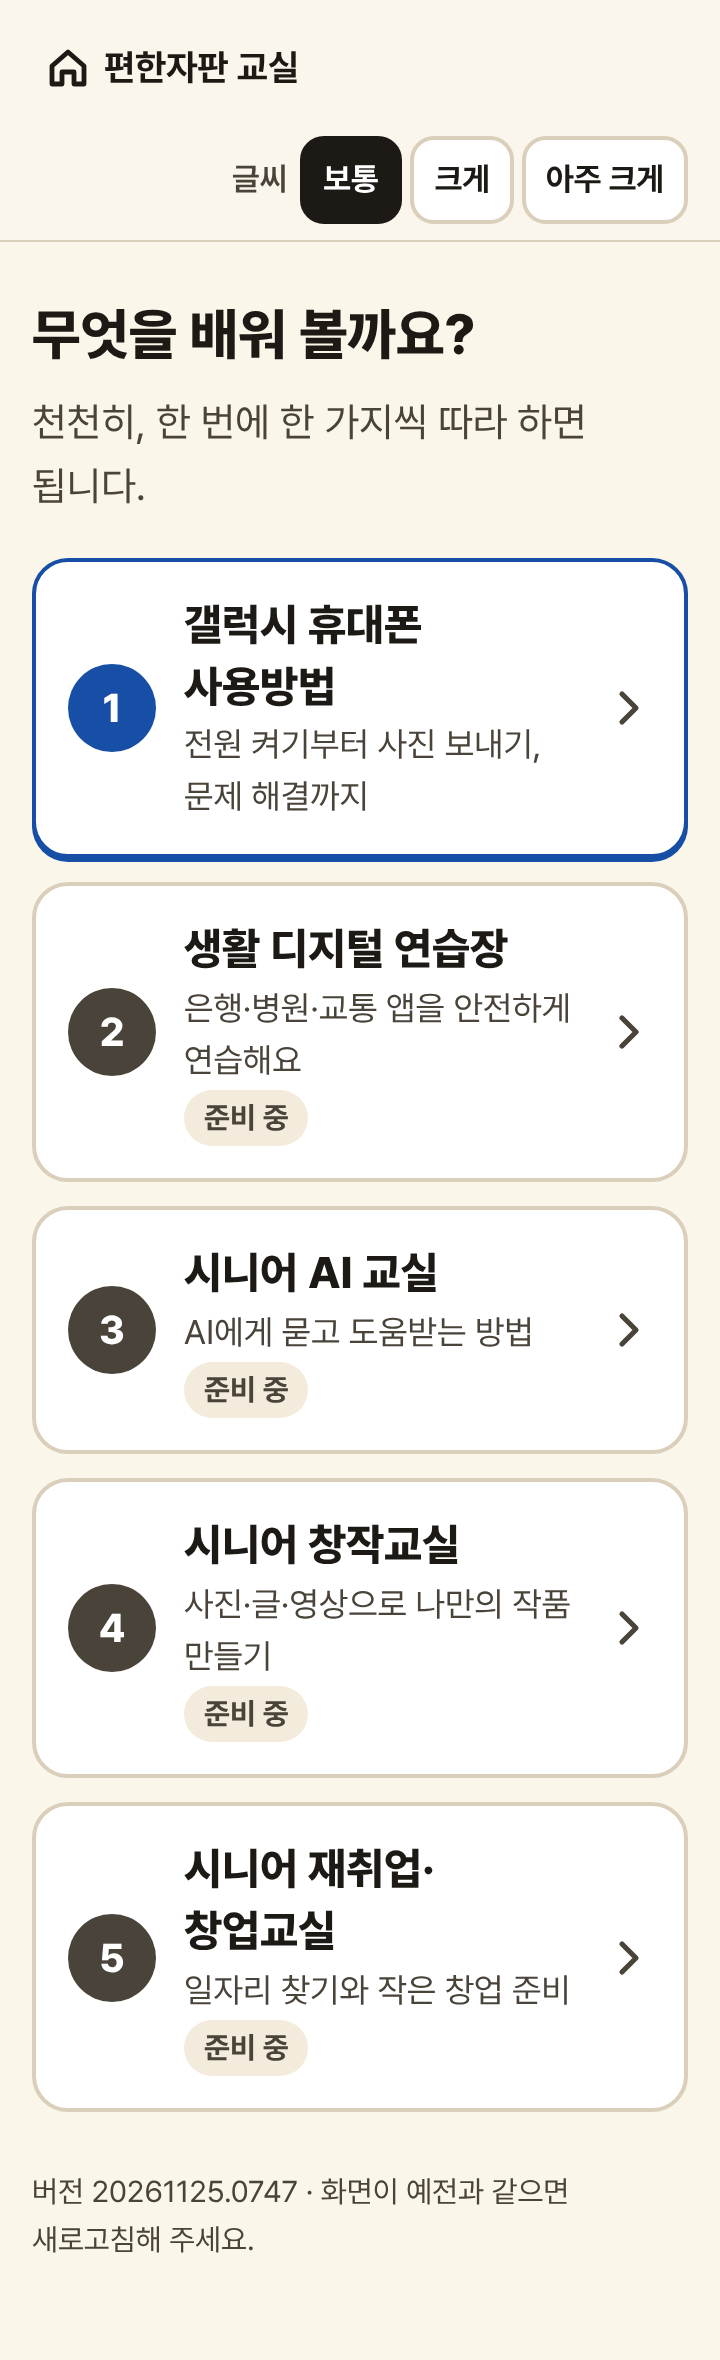 편한자판 교실
글씨 보통 크게 아주 크게
무엇을 배워 볼까요?
천천히, 한 번에 한 가지씩 따라 하면
됩니다.
1
갤럭시 휴대폰
사용방법
전원 켜기부터 사진 보내기,
문제 해결까지
2
생활 디지털 연습장
은행·병원·교통 앱을 안전하게
연습해요
준비 중
3
시니어 AI 교실
AI에게 묻고 도움받는 방법
준비 중
4
시니어 창작교실
사진·글·영상으로 나만의 작품
만들기
준비 중
5
시니어 재취업·
창업교실
일자리 찾기와 작은 창업 준비
준비 중
버전 20261125.0747 · 화면이 예전과 같으면
새로고침해 주세요.